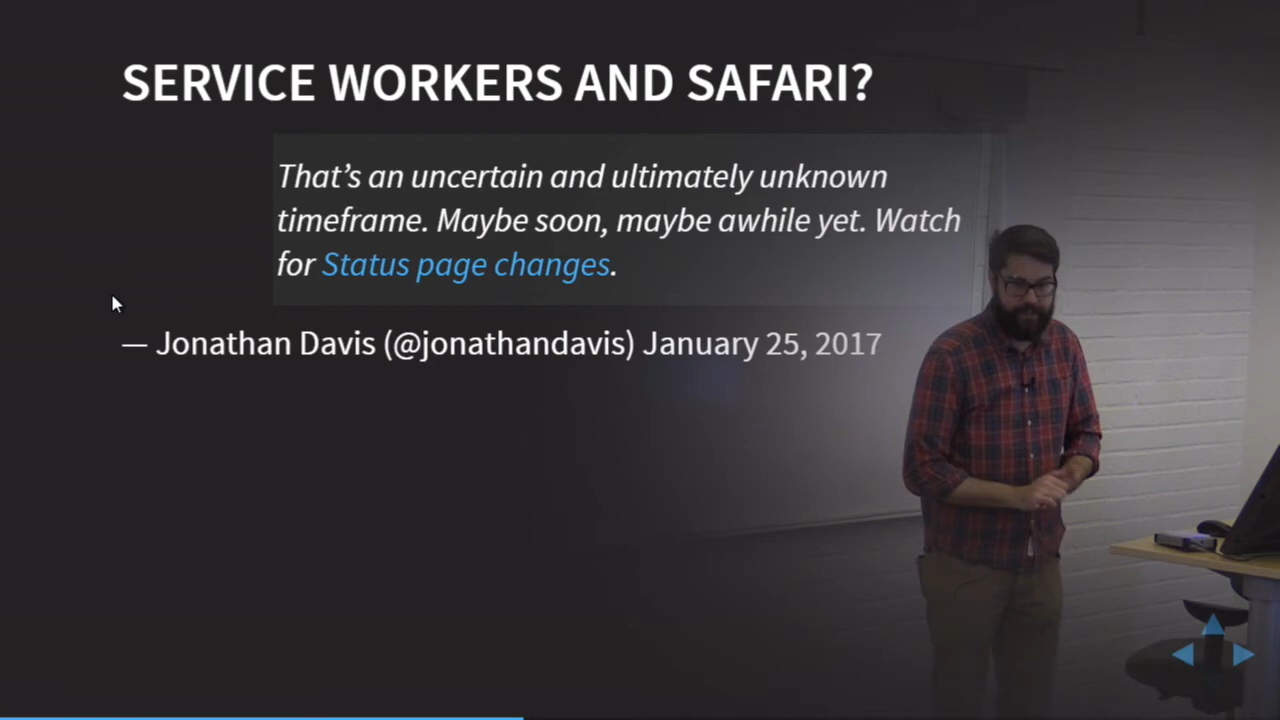 SERVICE WORKERS AND SAFARI?
That’s an uncertain and ultimately unknown
timeframe. Maybe soon, maybe awhile yet. Watch
for Status page changes.
— Jonathan Davis (@jonathandavis) January 25, 2017